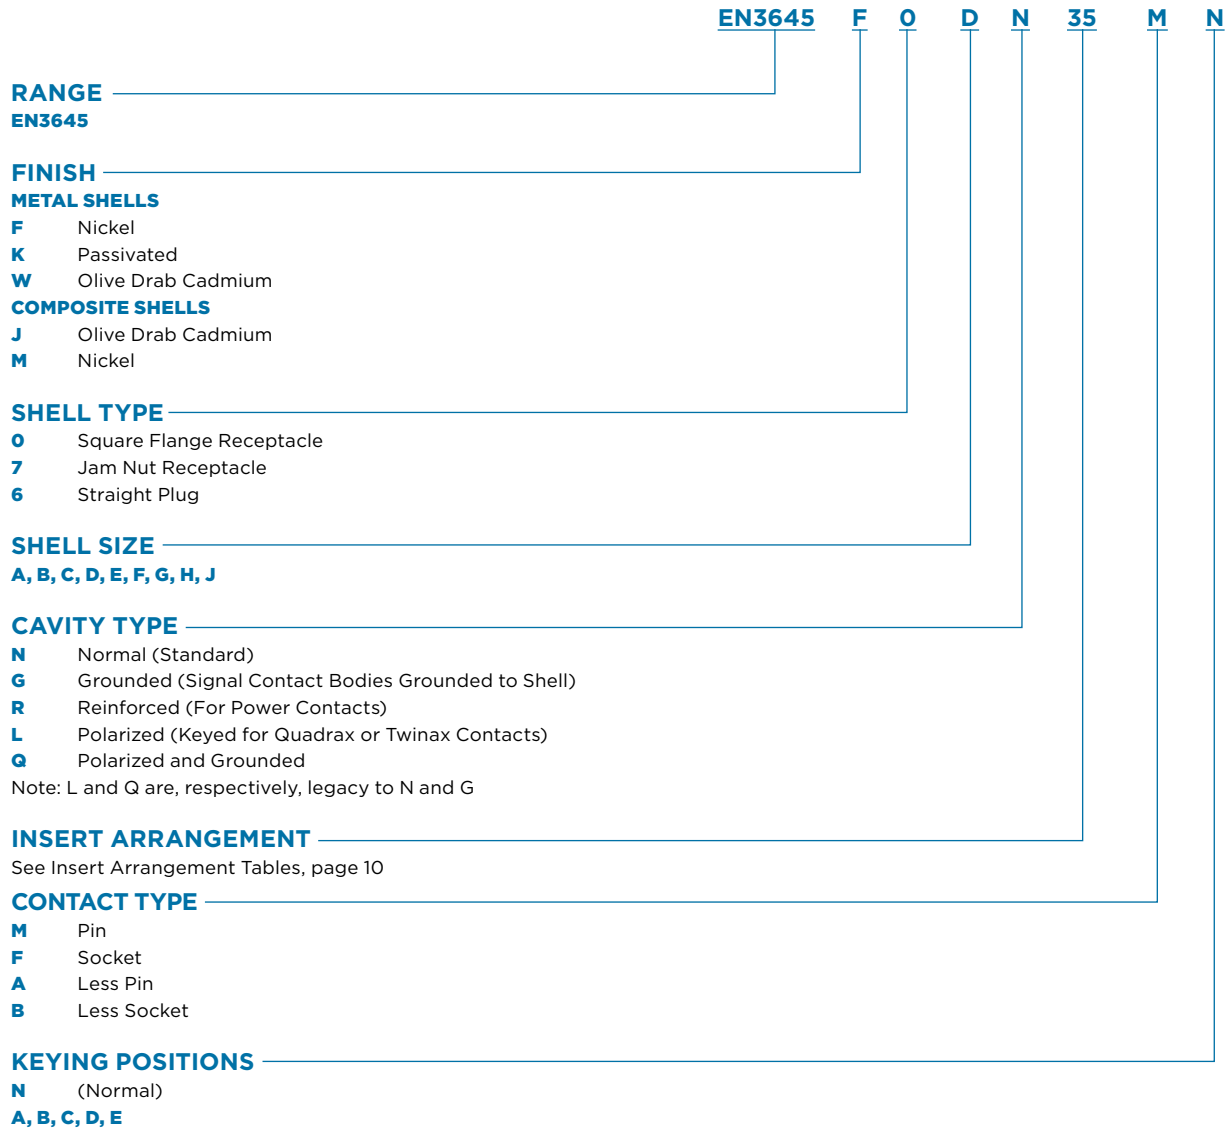 EN3645 F 0 D N 35 M N
RANGE
EN3645
FINISH
METAL SHELLS
F Nickel
K Passivated
W Olive Drab Cadmium
COMPOSITE SHELLS
J Olive Drab Cadmium
M Nickel
SHELL TYPE
0 Square Flange Receptacle
7 Jam Nut Receptacle
6 Straight Plug
SHELL SIZE
A, B, C, D, E, F, G, H, J
CAVITY TYPE
N Normal (Standard)
G Grounded (Signal Contact Bodies Grounded to Shell)
R Reinforced (For Power Contacts)
L Polarized (Keyed for Quadrax or Twinax Contacts)
Q Polarized and Grounded
Note: L and Q are, respectively, legacy to N and G
INSERT ARRANGEMENT
See Insert Arrangement Tables, page 10
CONTACT TYPE
M Pin
F Socket
A Less Pin
B Less Socket
KEYING POSITIONS
N (Normal)
A, B, C, D, E